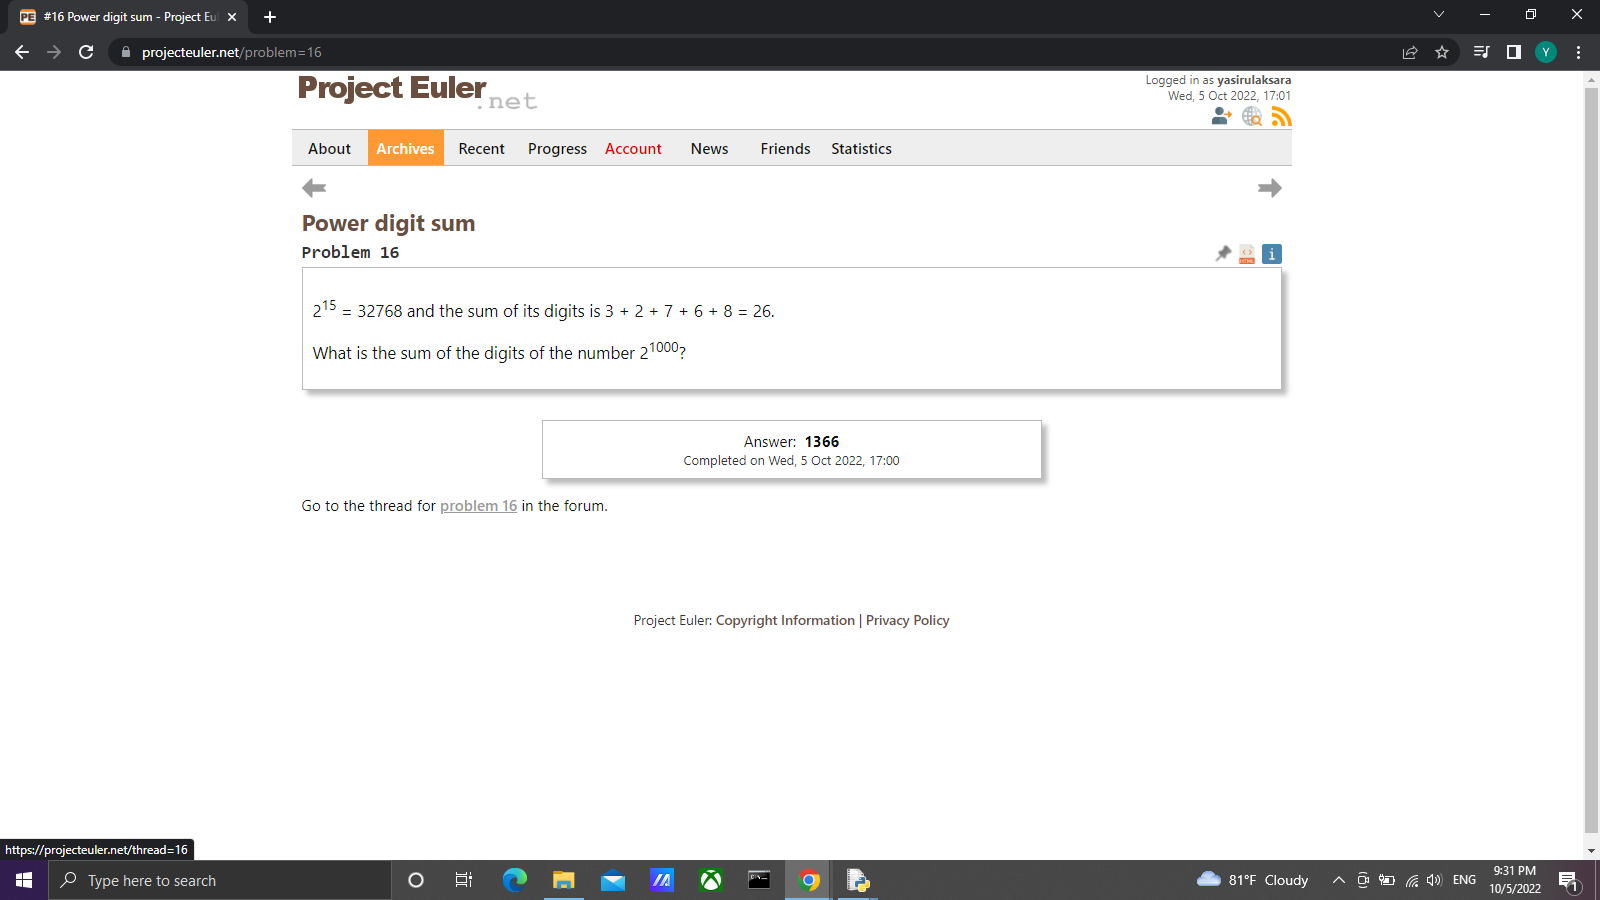 #16 Power digit sum - Project Eul
projecteuler.net/problem=16
Y
Project Euler
.net
Logged in as yasirulaksara
Wed, 5 Oct 2022, 17:01
About Archives Recent Progress Account News Friends Statistics
Power digit sum
Problem 16
2^15 = 32768 and the sum of its digits is 3 + 2 + 7 + 6 + 8 = 26.
What is the sum of the digits of the number 2^1000?
Answer: 1366
Completed on Wed, 5 Oct 2022, 17:00
Go to the thread for problem 16 in the forum.
Project Euler: Copyright Information | Privacy Policy
https://projecteuler.net/thread=16
Type here to search
81°F Cloudy
ENG
9:31 PM
10/5/2022
1